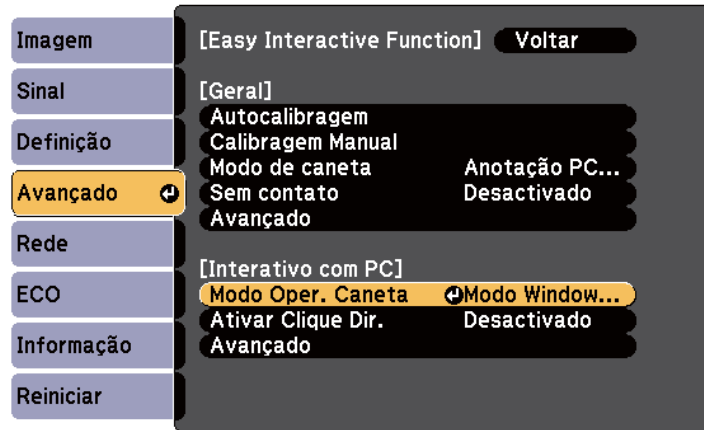 Imagem
Sinal
Definição
Avançado
Rede
ECO
Informação
Reiniciar
[Easy Interactive Function] Voltar
[Geral]
Autocalibragem
Calibragem Manual
Modo de caneta Anotação PC...
Sem contato Desactivado
Avançado
[Interativo com PC]
Modo Oper. Caneta Modo Window...
Ativar Clique Dir. Desactivado
Avançado